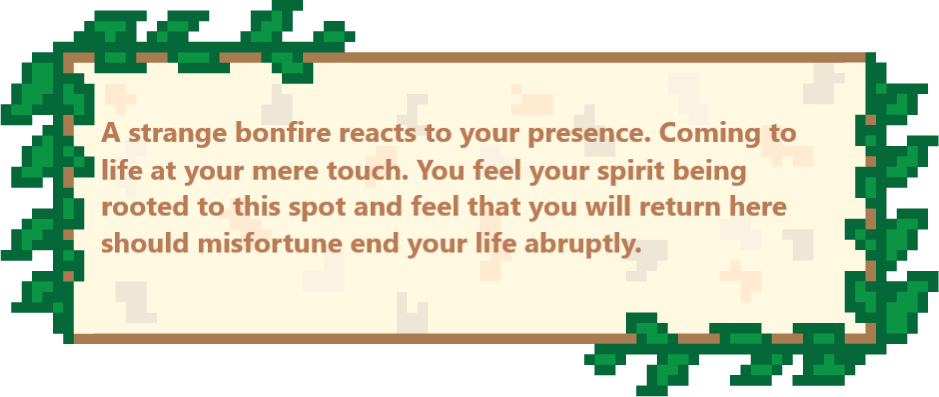 A strange bonfire reacts to your presence. Coming to
life at your mere touch. You feel your spirit being
rooted to this spot and feel that you will return here
should misfortune end your life abruptly.